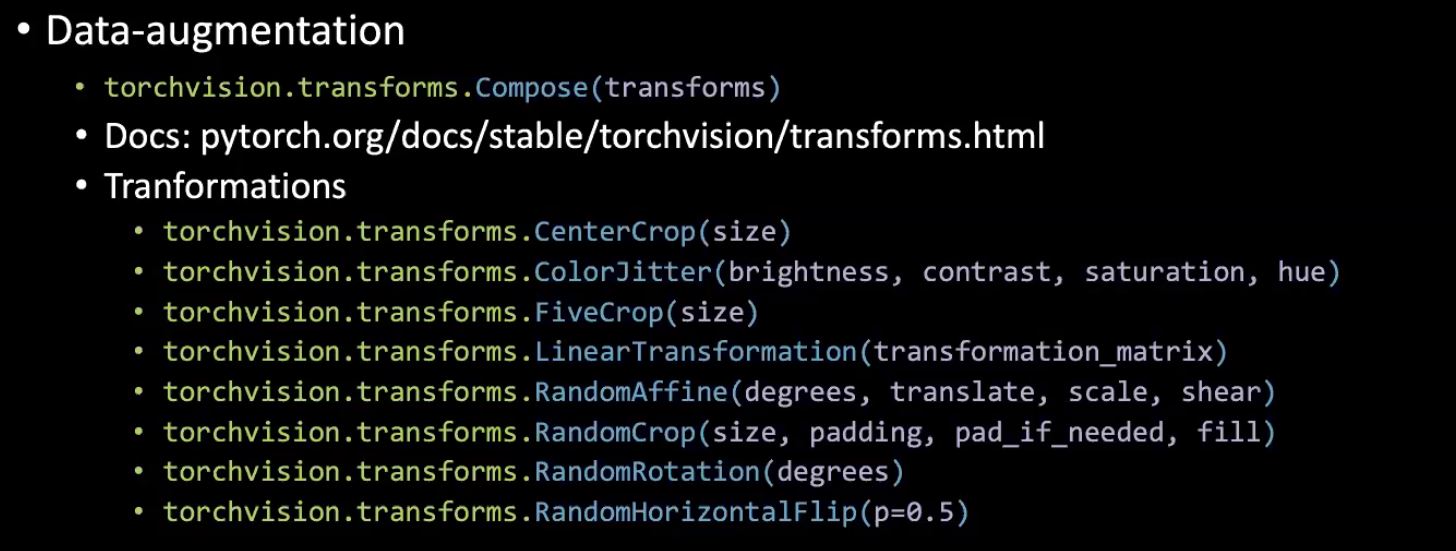 • Data-augmentation
• torchvision.transforms.Compose(transforms)
• Docs: pytorch.org/docs/stable/torchvision/transforms.html
• Tranformations
• torchvision.transforms.CenterCrop(size)
• torchvision.transforms.ColorJitter(brightness, contrast, saturation, hue)
• torchvision.transforms.FiveCrop(size)
• torchvision.transforms.LinearTransformation(transformation_matrix)
• torchvision.transforms.RandomAffine(degrees, translate, scale, shear)
• torchvision.transforms.RandomCrop(size, padding, pad_if_needed, fill)
• torchvision.transforms.RandomRotation(degrees)
• torchvision.transforms.RandomHorizontalFlip(p=0.5)